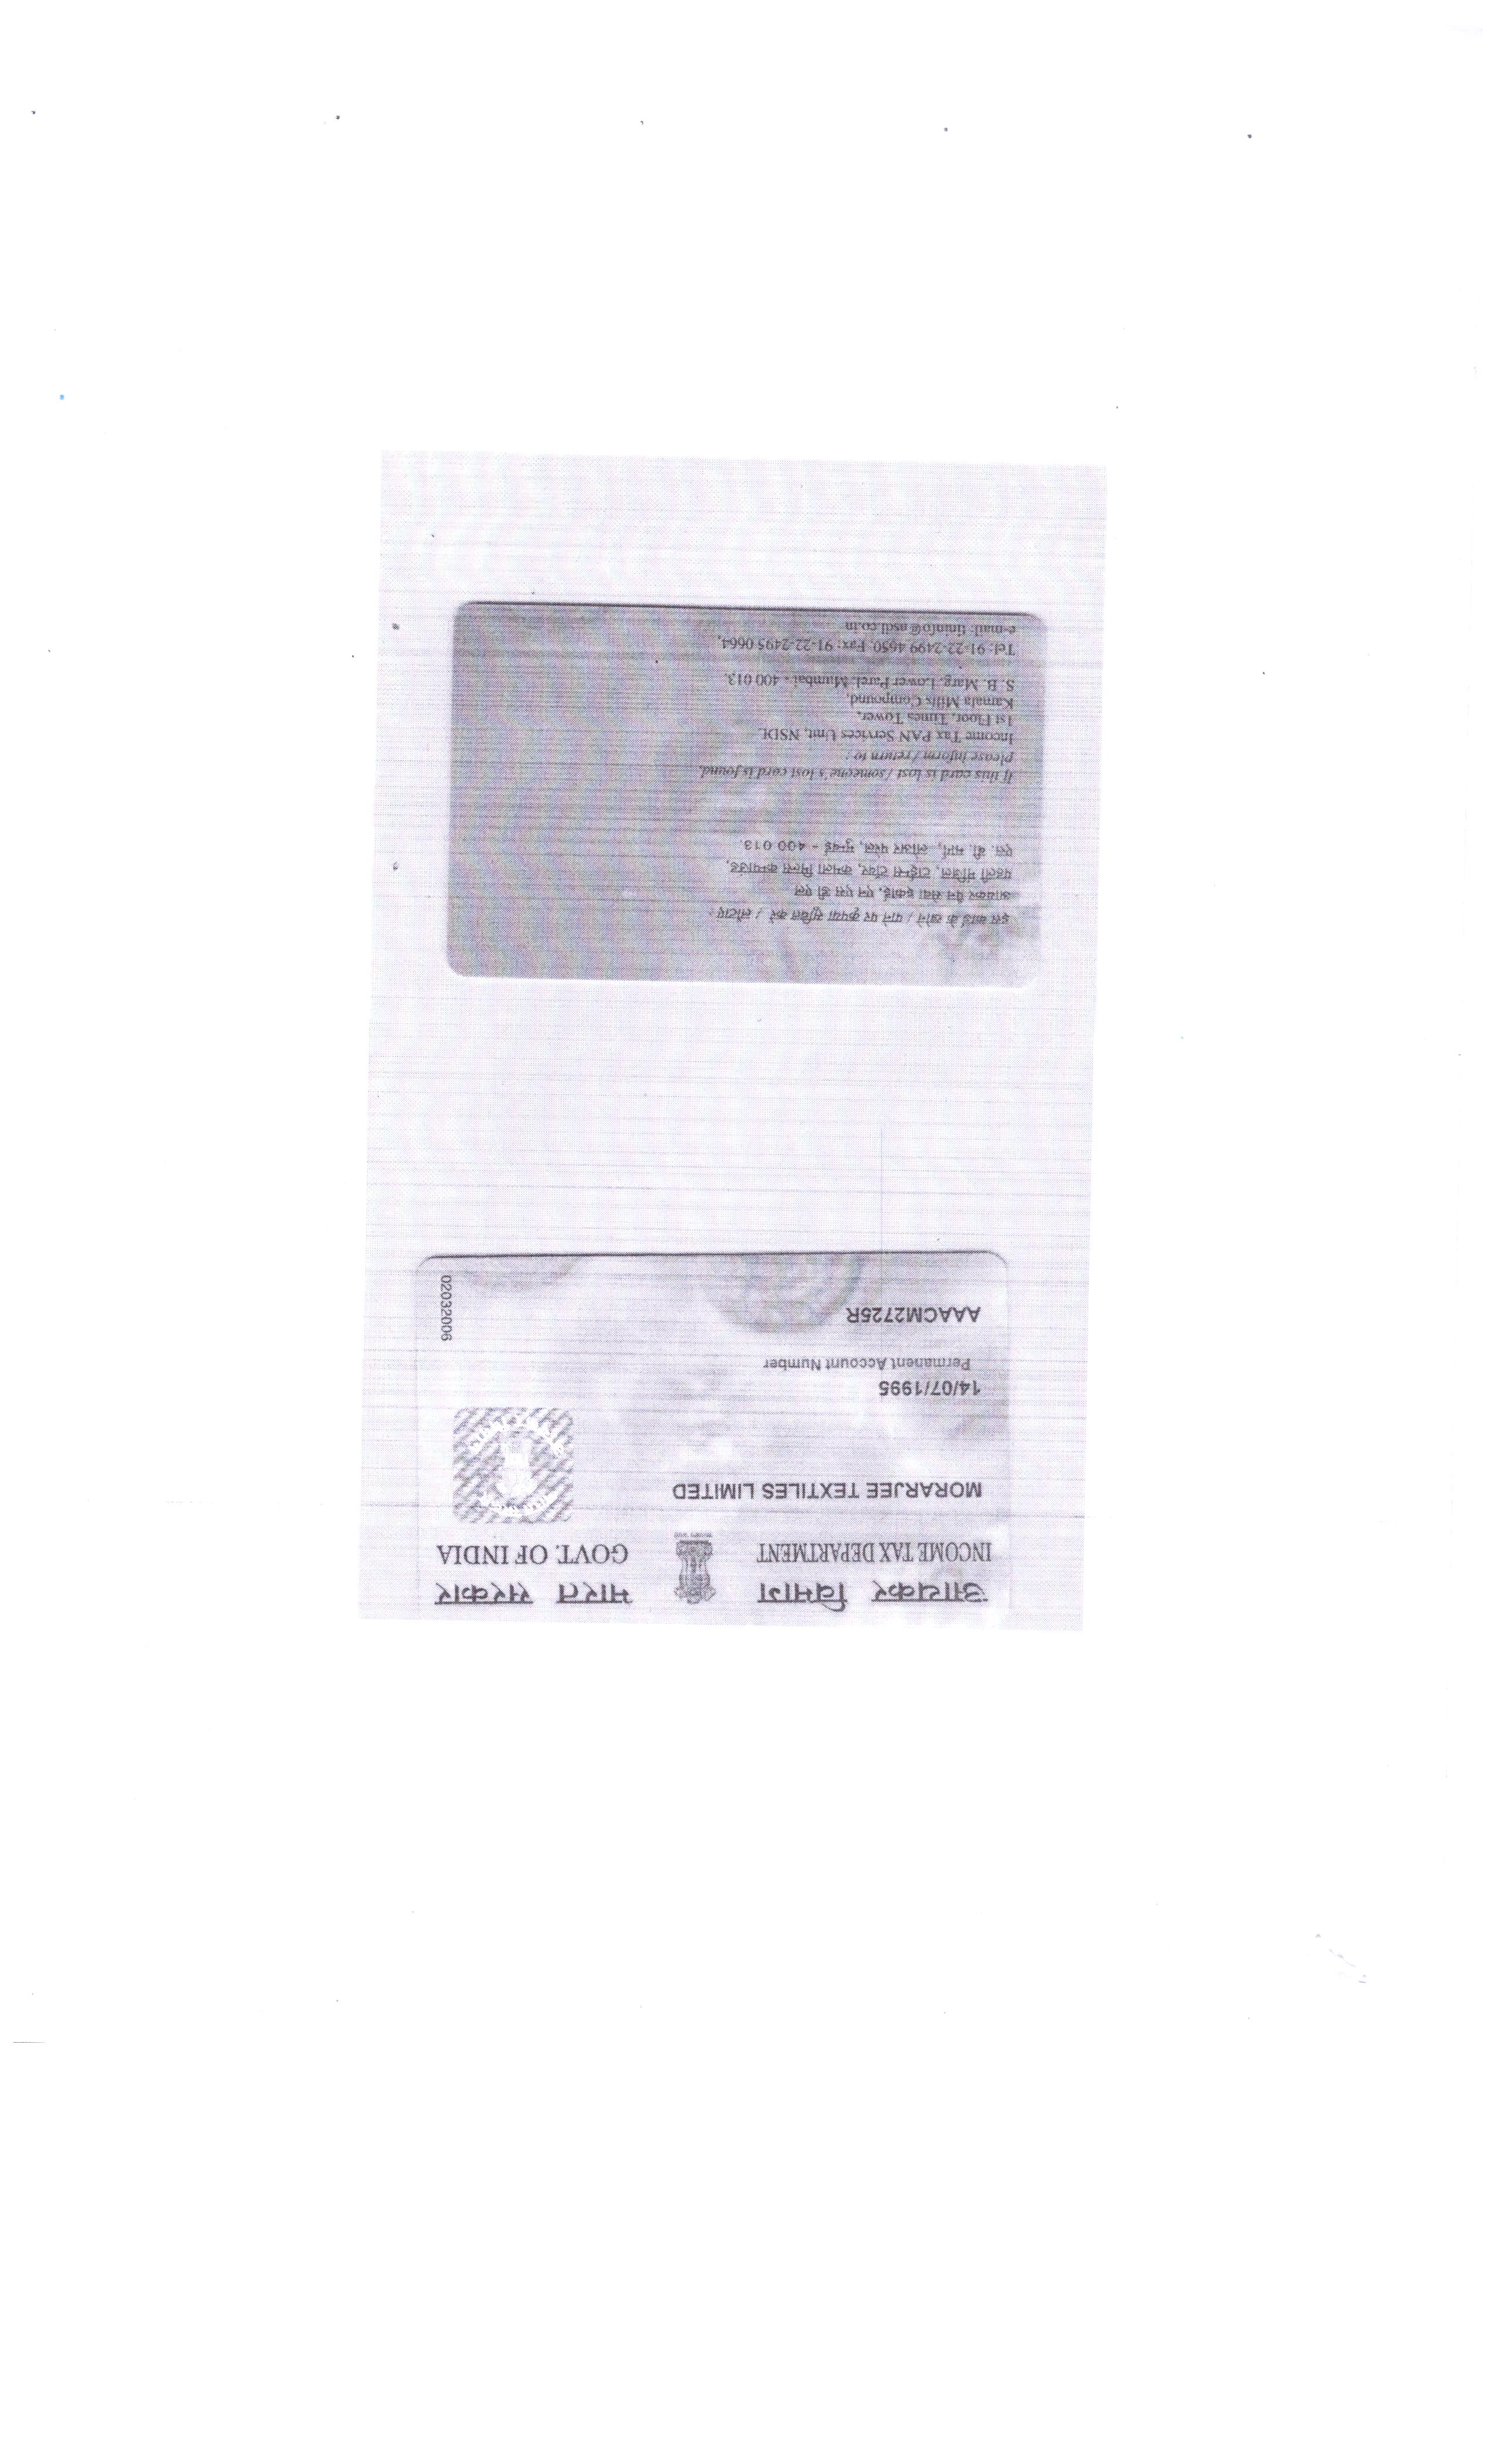 आयकर विभाग
INCOME TAX DEPARTMENT
भारत सरकार
GOVT. OF INDIA
MORARJEE TEXTILES LIMITED
14/07/1995
Permanent Account Number
AAACM2725R
02032006
इस कार्ड के खोने / पाने पर कृपया सूचित करें / लौटाएं :
आयकर पैन सेवा इकाई, एन एस डी एल
पहली मंजिल, टाईम्स टॉवर, कमला मिल्स कम्पाउंड,
एस. बी. मार्ग, लोअर परेल, मुम्बई - 400 013.
If this card is lost / someone's lost card is found,
please inform / return to :
Income Tax PAN Services Unit, NSDL
1st Floor, Times Tower,
Kamala Mills Compound,
S. B. Marg, Lower Parel, Mumbai - 400 013.
Tel: 91-22-2499 4650, Fax: 91-22-2495 0664,
e-mail: tininfo@nsdl.co.in